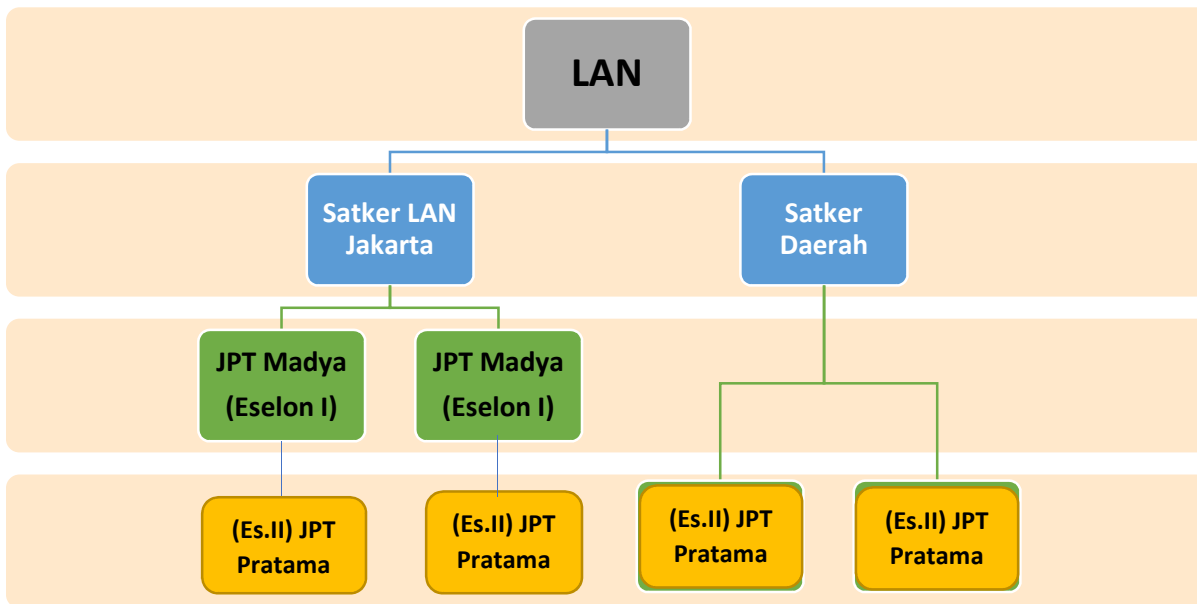 LAN
Satker LAN
Jakarta
Satker
Daerah
JPT Madya
(Eselon I)
JPT Madya
(Eselon I)
(Es.II) JPT
Pratama
(Es.II) JPT
Pratama
(Es.II) JPT
Pratama
(Es.II) JPT
Pratama